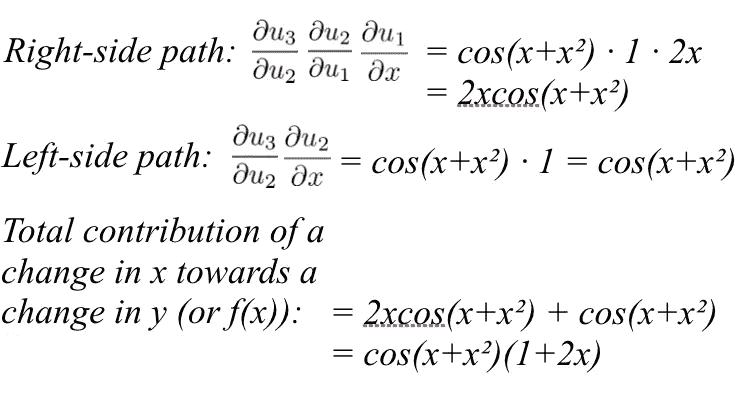 Right-side path: ∂u₃/∂u₂ ∂u₂/∂u₁ ∂u₁/∂x = cos(x+x²) · 1 · 2x
= 2xcos(x+x²)
Left-side path: ∂u₃/∂u₂ ∂u₂/∂x = cos(x+x²) · 1 = cos(x+x²)
Total contribution of a
change in x towards a
change in y (or f(x)): = 2xcos(x+x²) + cos(x+x²)
= cos(x+x²)(1+2x)